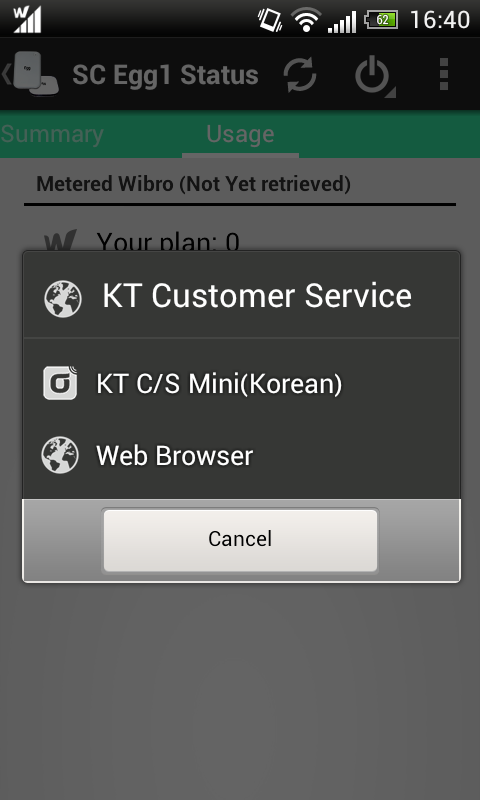 W
62
16:40
SC Egg1 Status
Summary
Usage
Metered Wibro (Not Yet retrieved)
Your plan: 0
KT Customer Service
KT C/S Mini(Korean)
Web Browser
Cancel